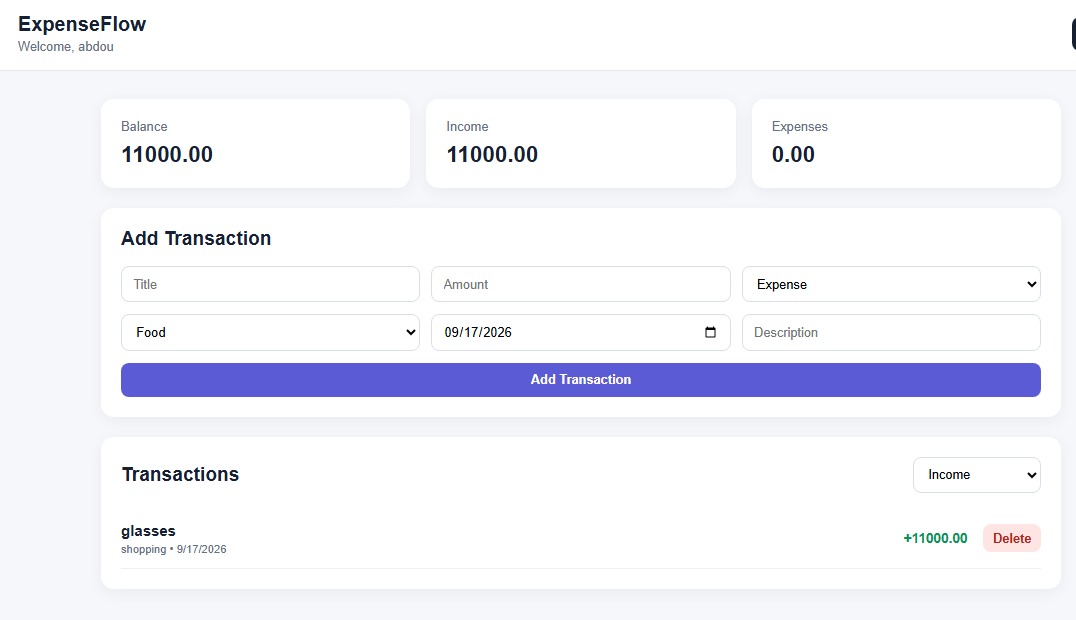 ExpenseFlow
Welcome, abdou
Balance
11000.00
Income
11000.00
Expenses
0.00
Add Transaction
Title
Amount
Expense
Food
09/17/2026
Description
Add Transaction
Transactions
Income
glasses
shopping • 9/17/2026
+11000.00
Delete